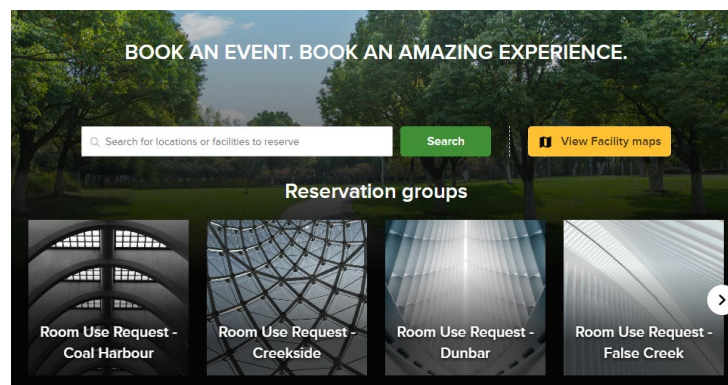 BOOK AN EVENT. BOOK AN AMAZING EXPERIENCE.
Search for locations or facilities to reserve
Search
View Facility maps
Reservation groups
Room Use Request -
Coal Harbour
Room Use Request -
Creekside
Room Use Request -
Dunbar
Room Use Request -
False Creek